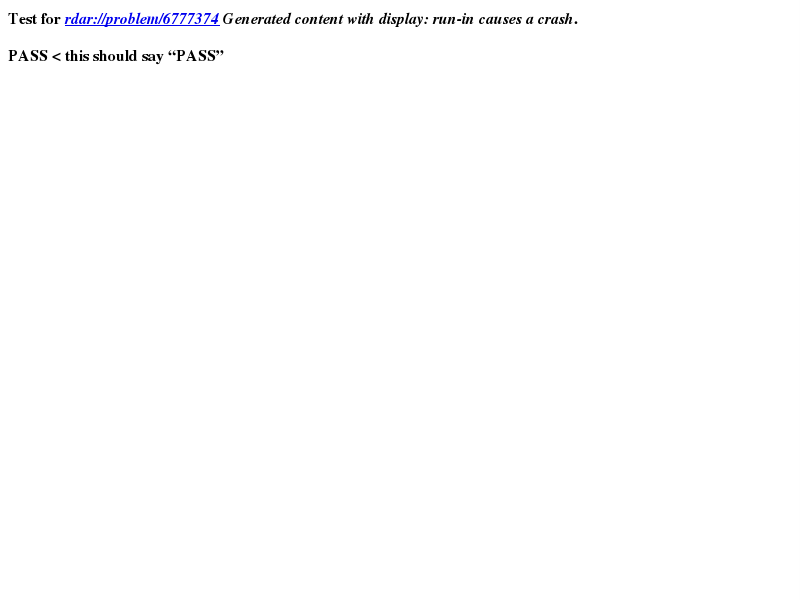 Test for rdar://problem/6777374 Generated content with display: run-in causes a crash.
PASS < this should say “PASS”